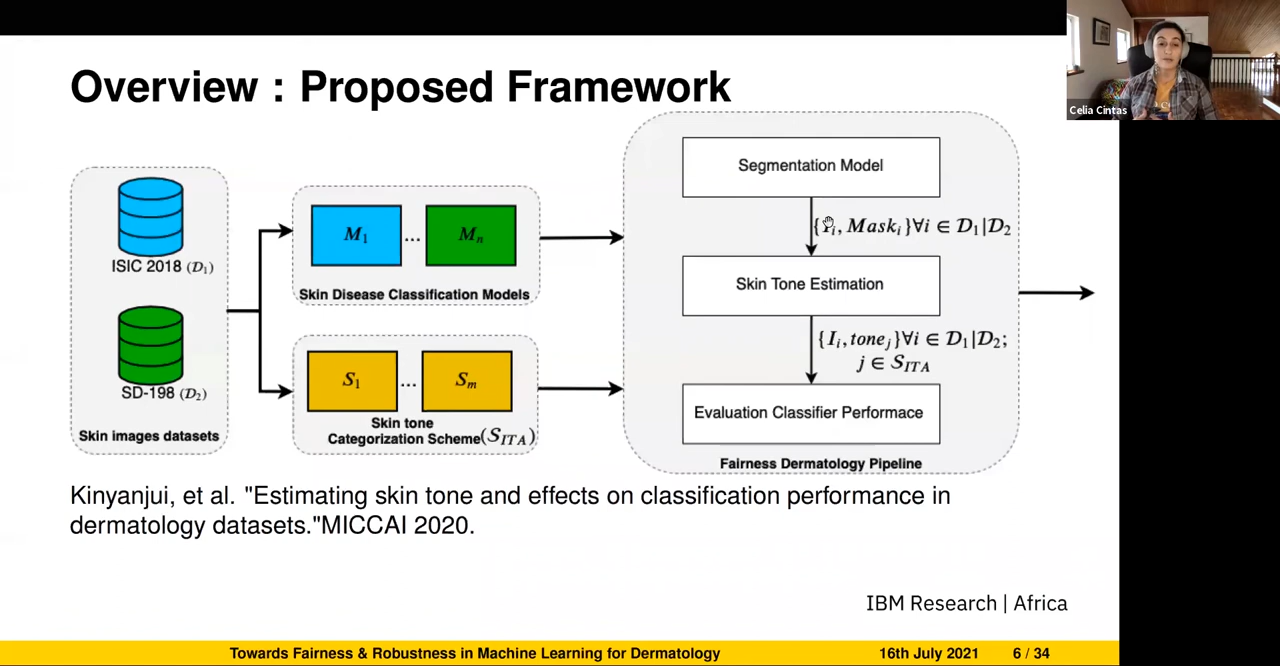 Overview : Proposed Framework
Celia Cintas
ISIC 2018 (D₁)
SD-198 (D₂)
Skin images datasets
M₁ ... Mₙ
Skin Disease Classification Models
S₁ ... Sₘ
Skin tone
Categorization Scheme(S_ITA)
Segmentation Model
ᵢ, Maskᵢ}∀i ∈ D₁|D₂
Skin Tone Estimation
{Iᵢ, toneⱼ}∀i ∈ D₁|D₂;
j ∈ S_ITA
Evaluation Classifier Performace
Fairness Dermatology Pipeline
Kinyanjui, et al. "Estimating skin tone and effects on classification performance in
dermatology datasets."MICCAI 2020.
IBM Research | Africa
Towards Fairness & Robustness in Machine Learning for Dermatology 16th July 2021 6 / 34